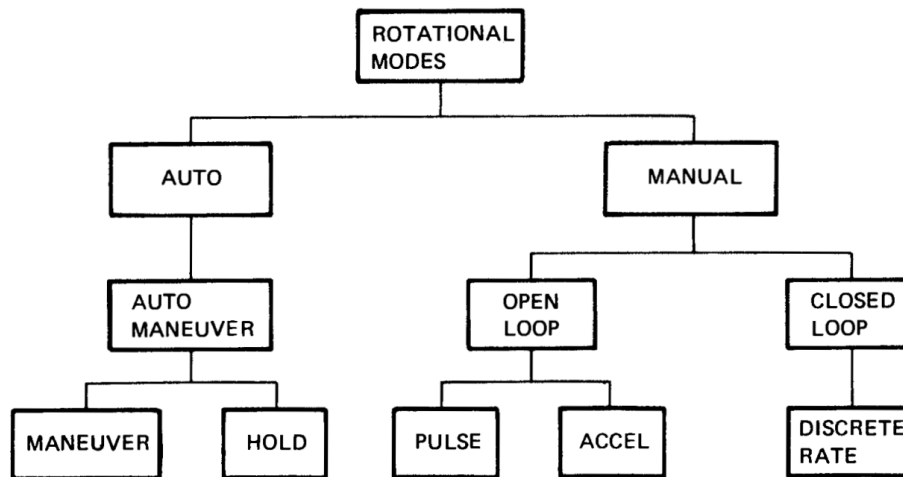 ROTATIONAL
MODES
AUTO
MANUAL
AUTO
MANEUVER
OPEN
LOOP
CLOSED
LOOP
MANEUVER
HOLD
PULSE
ACCEL
DISCRETE
RATE